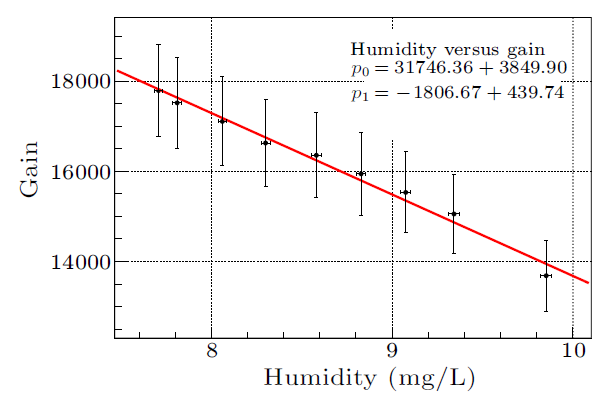 Humidity versus gain
p₀ = 31746.36 + 3849.90
p₁ = −1806.67 + 439.74
18000
16000
14000
Gain
8 9 10
Humidity (mg/L)